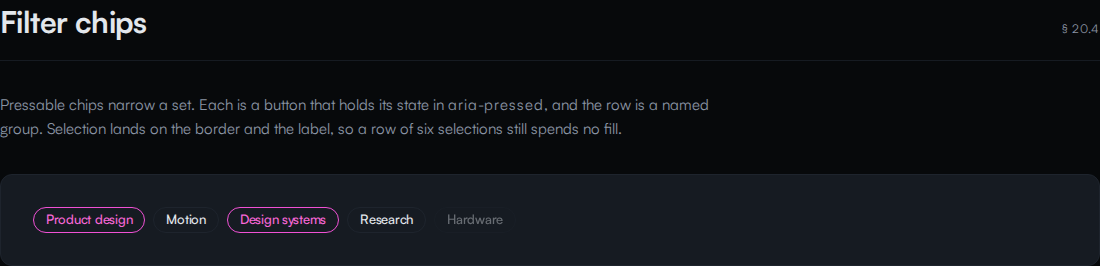 Filter chips
§ 20.4
Pressable chips narrow a set. Each is a button that holds its state in aria-pressed, and the row is a named
group. Selection lands on the border and the label, so a row of six selections still spends no fill.
Product design Motion Design systems Research Hardware